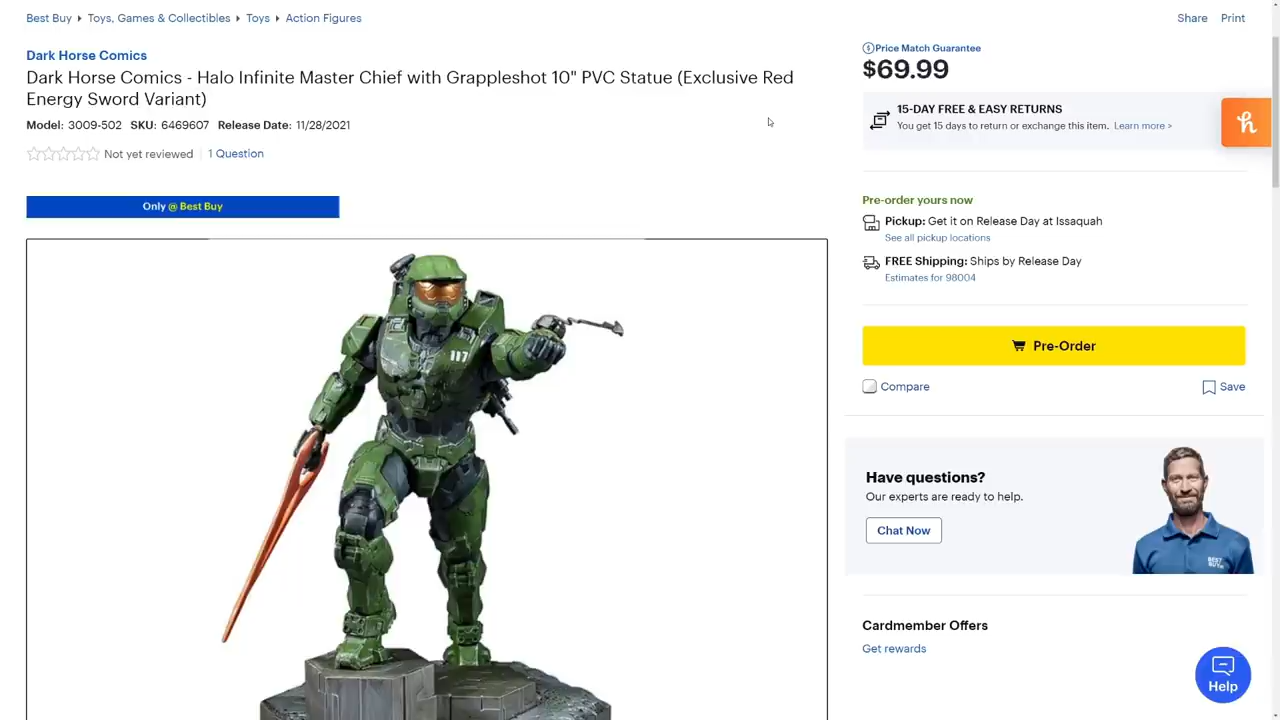 Best Buy Toys, Games & Collectibles Toys Action Figures
Share Print
Dark Horse Comics
Dark Horse Comics - Halo Infinite Master Chief with Grappleshot 10" PVC Statue (Exclusive Red
Energy Sword Variant)
Model: 3009-502 SKU: 6469607 Release Date: 11/28/2021
Not yet reviewed 1 Question
Only @ Best Buy
117
Price Match Guarantee
$69.99
15-DAY FREE & EASY RETURNS
You get 15 days to return or exchange this item. Learn more >
h
Pre-order yours now
Pickup: Get it on Release Day at Issaquah
See all pickup locations
FREE Shipping: Ships by Release Day
Estimates for 98004
Pre-Order
Compare
Save
Have questions?
Our experts are ready to help.
Chat Now
BEST
BUY
Cardmember Offers
Get rewards
Help